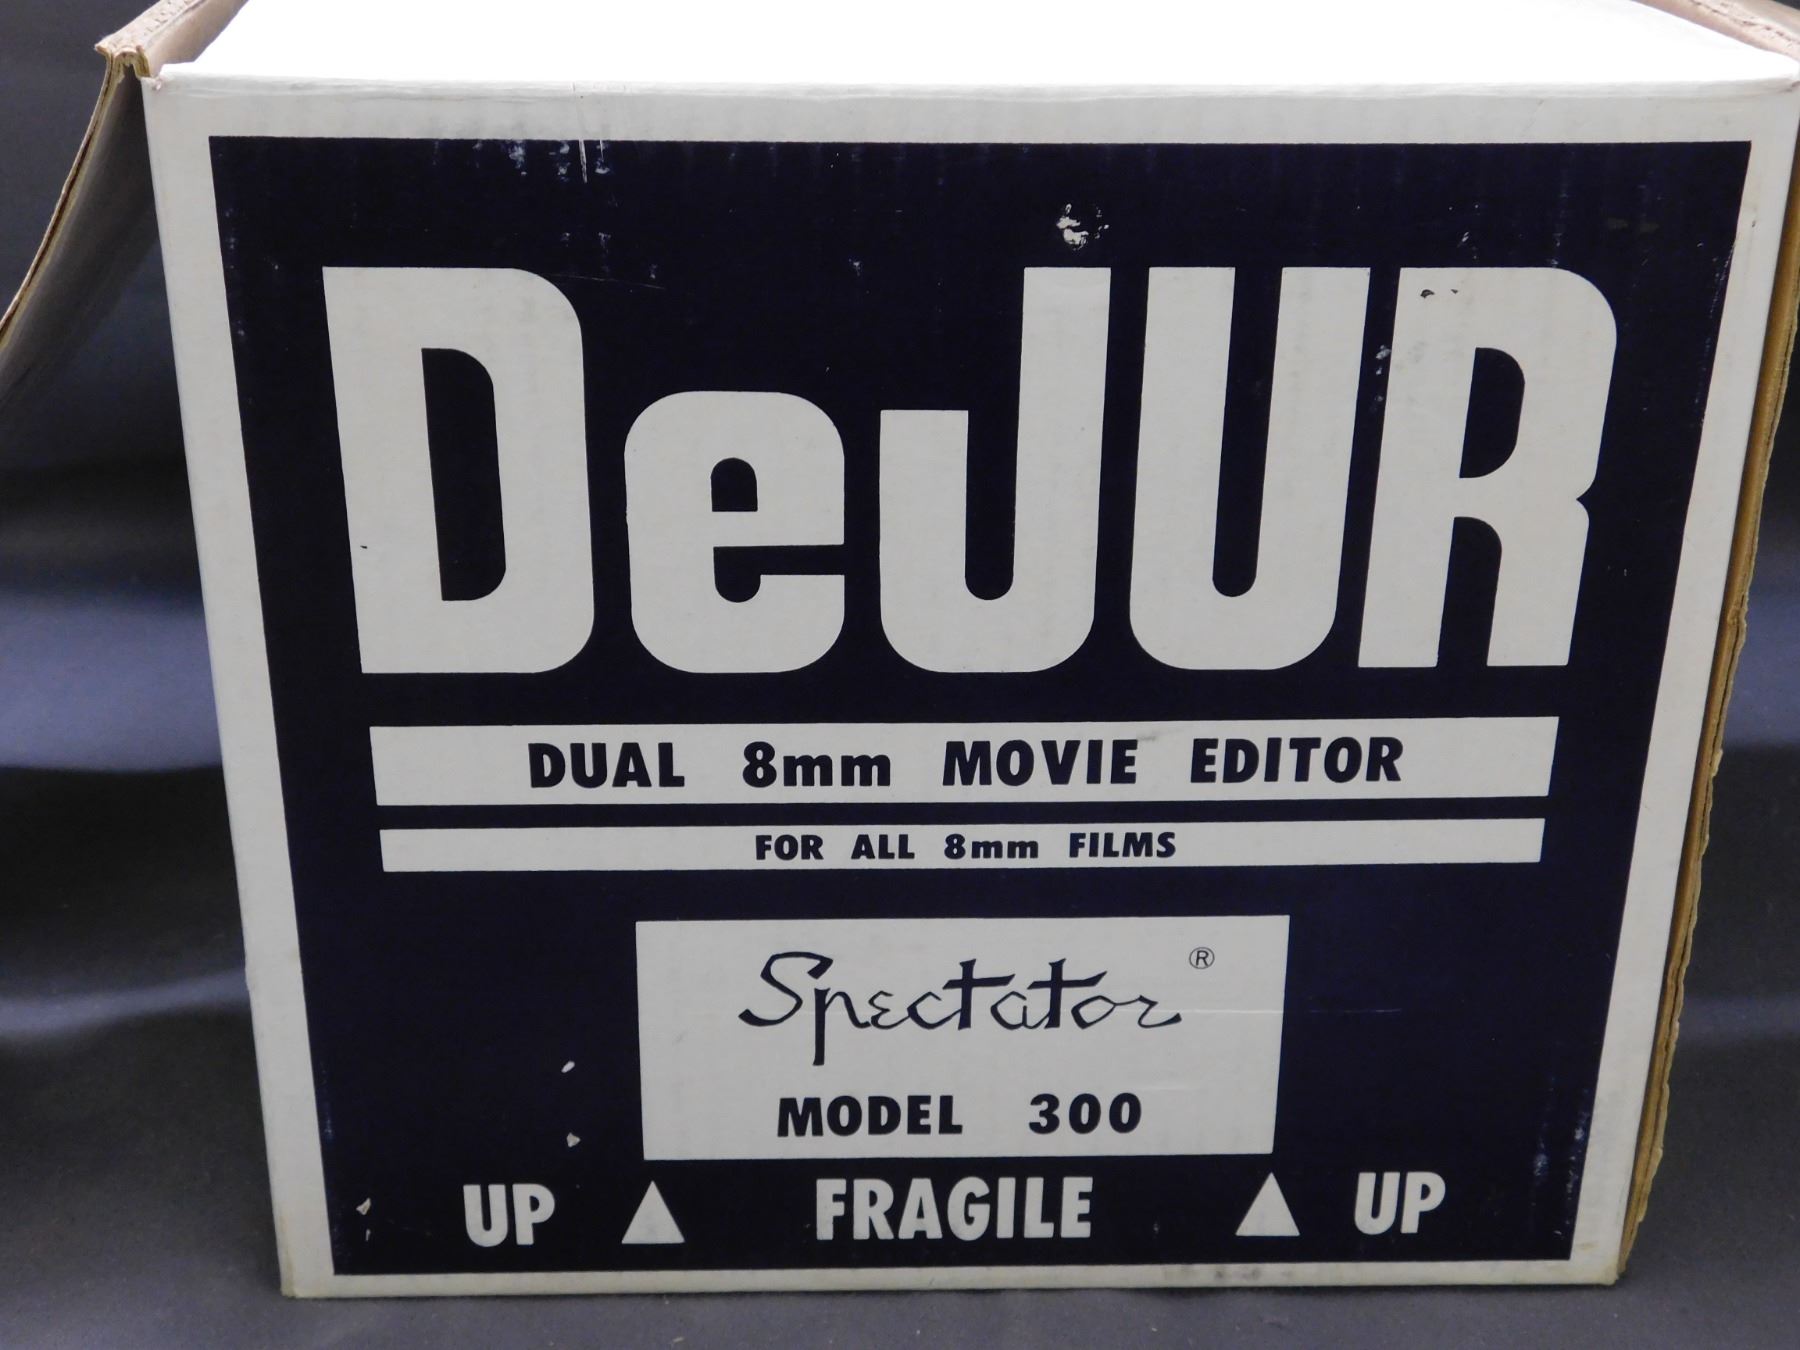 DeJUR
DUAL 8mm MOVIE EDITOR
FOR ALL 8mm FILMS
Spectator ®
MODEL 300
UP ▲ FRAGILE ▲ UP